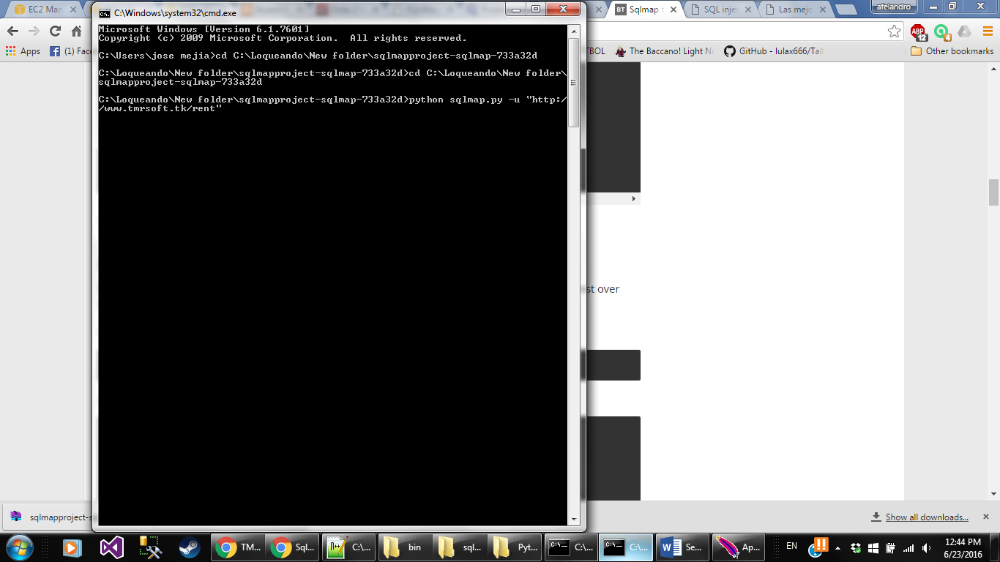 EC2 Man
C:\Windows\system32\cmd.exe
Sqlmap t
SQL inje
Las mejo
afelandro
Microsoft Windows [Version 6.1.7601]
Copyright (c) 2009 Microsoft Corporation.  All rights reserved.
C:\Users\jose mejia>cd C:\Loqueando\New folder\sqlmapproject-sqlmap-733a32d
C:\Loqueando\New folder\sqlmapproject-sqlmap-733a32d>cd C:\Loqueando\New folder\
sqlmapproject-sqlmap-733a32d
C:\Loqueando\New folder\sqlmapproject-sqlmap-733a32d>python sqlmap.py -u "http:/
/www.tmrsoft.tk/rent"
BT
ABP
12
4
Apps
(1) Face
TBOL
The Baccano! Light No
GitHub - lulax666/Tall
Other bookmarks
st over
sqlmapproject-s
Show all downloads...
TM...
Sql...
C:\...
bin
sql...
Pyt...
C:\...
C:\...
Se...
Ap...
EN
12:44 PM
6/23/2016